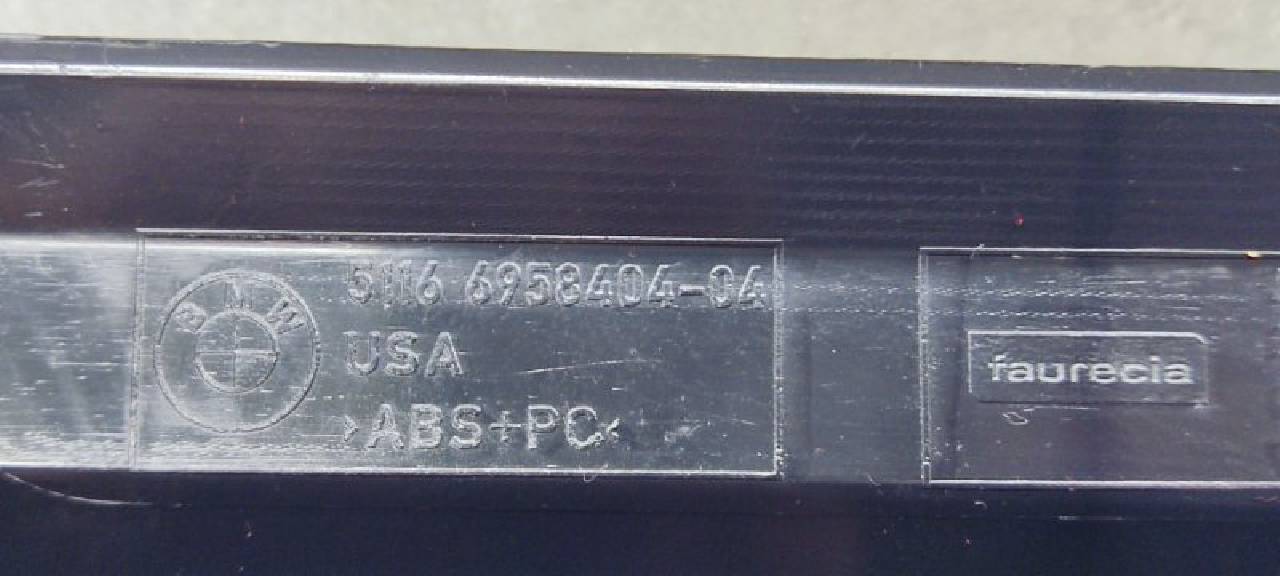 BMW
5116 6958404-04
USA
>ABS+PC<
faurecia